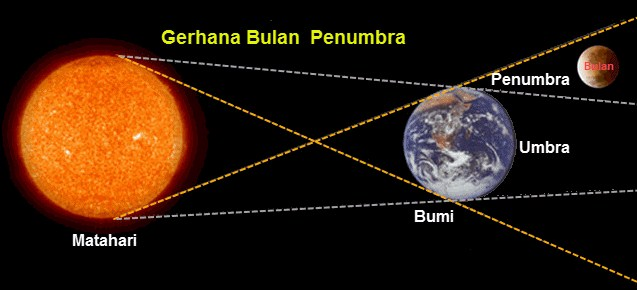 Gerhana Bulan Penumbra
Bulan
Penumbra
Umbra
Bumi
Matahari